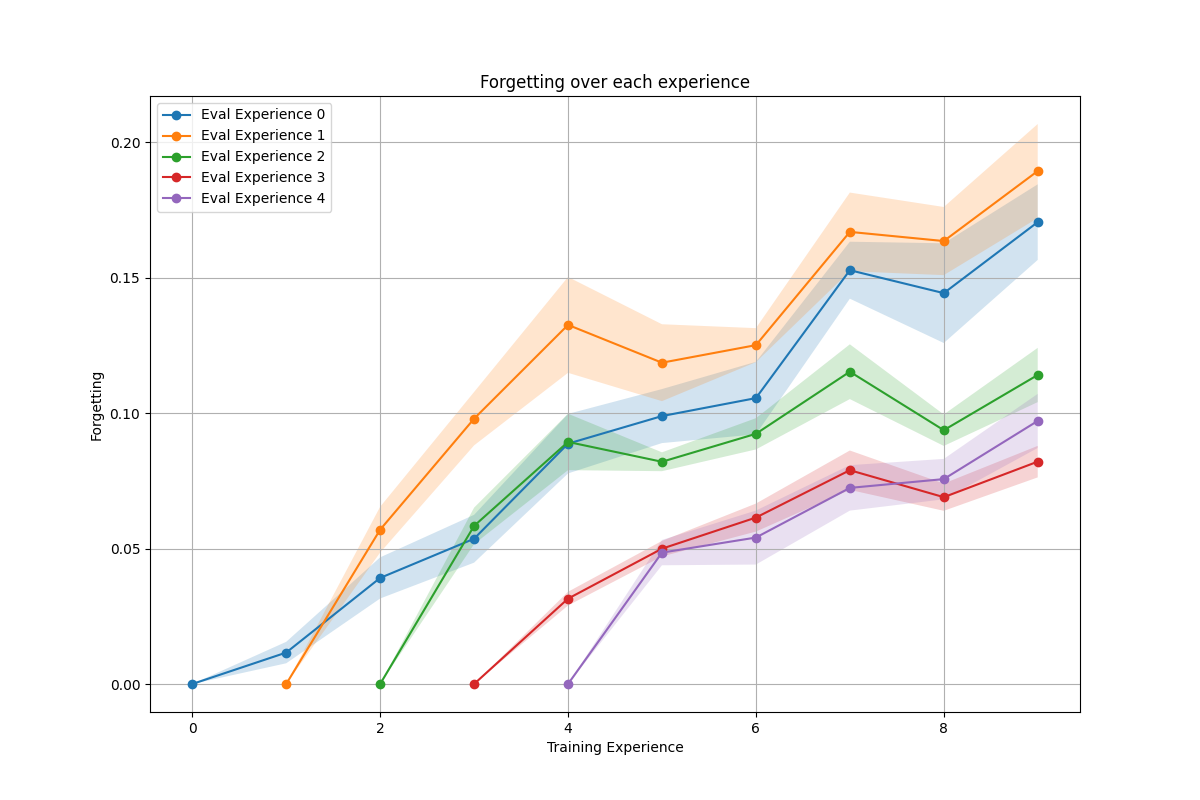 Forgetting over each experience
Eval Experience 0
Eval Experience 1
Eval Experience 2
Eval Experience 3
Eval Experience 4
0.20
0.15
0.10
0.05
0.00
Forgetting
0 2 4 6 8
Training Experience